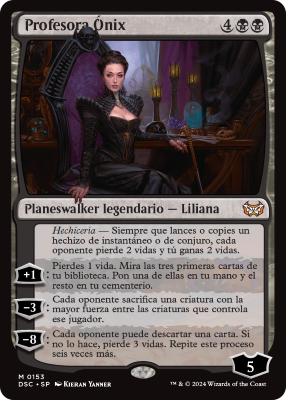 Profesora Ónix 4
Planeswalker legendario — Liliana
Hechicería — Siempre que lances o copies un
hechizo de instantáneo o de conjuro, cada
oponente pierde 2 vidas y tú ganas 2 vidas.
+1 Pierdes 1 vida. Mira las tres primeras cartas de
tu biblioteca. Pon una de ellas en tu mano y el
resto en tu cementerio.
-3 Cada oponente sacrifica una criatura con la
mayor fuerza entre las criaturas que controla
ese jugador.
-8 Cada oponente puede descartar una carta. Si
no lo hace, pierde 3 vidas. Repite este proceso
seis veces más.
5
M 0153
DSC • SP KIERAN YANNER
™ & © 2024 Wizards of the Coast